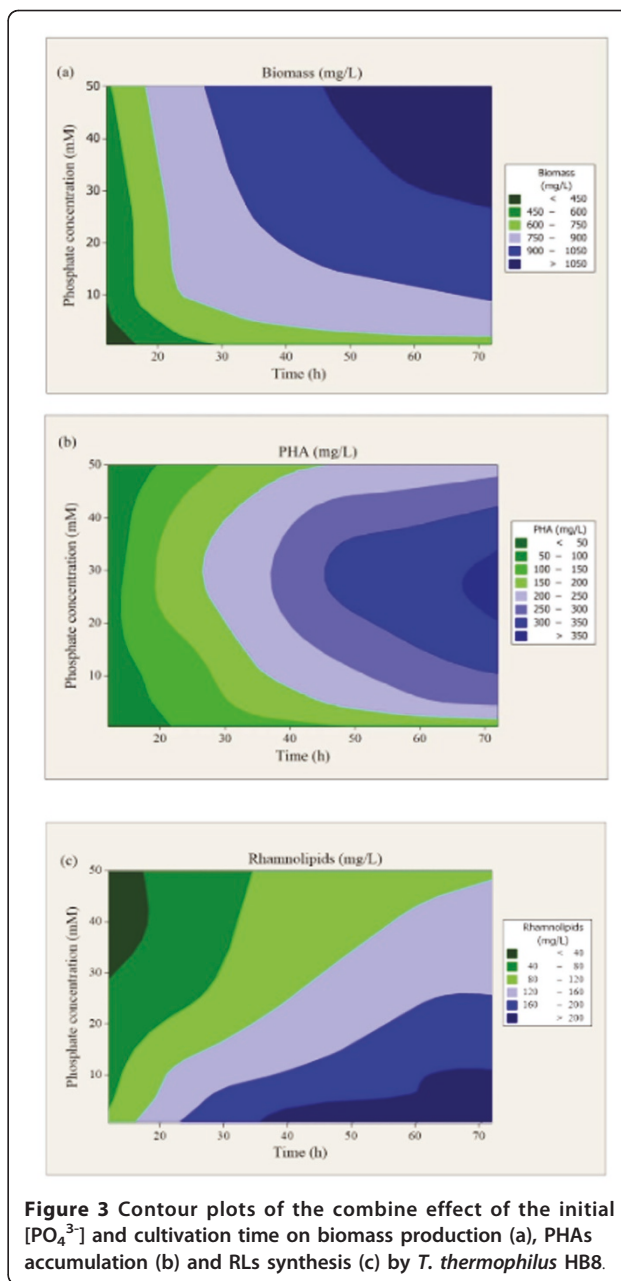 (a)
Biomass (mg/L)
Phosphate concentration (mM)
50
40
30
20
10
20 30 40 50 60 70
Time (h)
Biomass
(mg/L)
< 450
450 – 600
600 – 750
750 – 900
900 – 1050
> 1050
(b)
PHA (mg/L)
Phosphate concentration (mM)
50
40
30
20
10
20 30 40 50 60 70
Time (h)
PHA (mg/L)
< 50
50 – 100
100 – 150
150 – 200
200 – 250
250 – 300
300 – 350
> 350
(c)
Rhamnolipids (mg/L)
Phosphate concentration (mM)
50
40
30
20
10
20 30 40 50 60 70
Time (h)
Rhamnolipids
(mg/L)
< 40
40 – 80
80 – 120
120 – 160
160 – 200
> 200
Figure 3 Contour plots of the combine effect of the initial
[PO₄³⁻] and cultivation time on biomass production (a), PHAs
accumulation (b) and RLs synthesis (c) by T. thermophilus HB8.